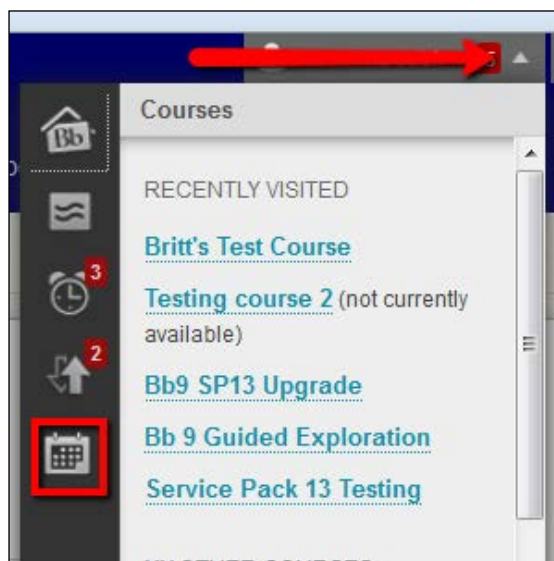 5
Bb
Courses
RECENTLY VISITED
Britt's Test Course
3
Testing course 2 (not currently
available)
2
Bb9 SP13 Upgrade
Bb 9 Guided Exploration
Service Pack 13 Testing